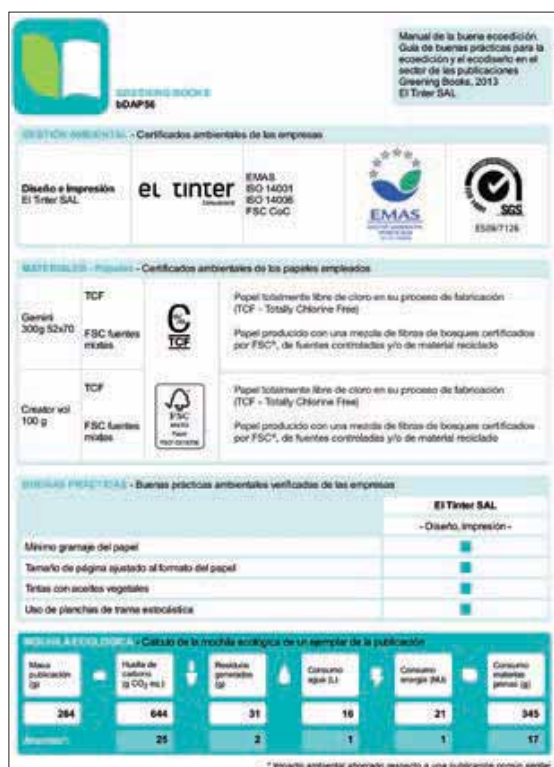 Manual de la buena ecoedición.
Guía de buenas prácticas para la
ecoedición y el ecodiseño en el
sector de las publicaciones
Greening Books, 2013
El Tinter SAL
GREENING BOOKS
bDAP56
GESTIÓN AMBIENTAL - Certificados ambientales de las empresas
Diseño e Impresión
El Tinter SAL
EL TINTER
EMAS
ISO 14001
ISO 14006
FSC CoC
EMAS
SGS
ES09/7126
MATERIALES - Papeles - Certificados ambientales de los papeles empleados
Gemini
300g 52x70
TCF
FSC fuentes
mixtas
TCF
Papel totalmente libre de cloro en su proceso de fabricación
(TCF - Totally Chlorine Free)
Papel producido con una mezcla de fibras de bosques certificados
por FSC®, de fuentes controladas y/o de material reciclado
Creator vol
100 g
TCF
FSC fuentes
mixtas
FSC
Papel totalmente libre de cloro en su proceso de fabricación
(TCF - Totally Chlorine Free)
Papel producido con una mezcla de fibras de bosques certificados
por FSC®, de fuentes controladas y/o de material reciclado
BUENAS PRÁCTICAS - Buenas prácticas ambientales verificadas de las empresas
El Tinter SAL
- Diseño, Impresión -
Mínimo gramaje del papel
Tamaño de página ajustado al formato del papel
Tintas con aceites vegetales
Uso de planchas de trama estocástica
MOCHILA ECOLÓGICA - Cálculo de la mochila ecológica de un ejemplar de la publicación
Masa
publicación
(g)
Huella de
carbono
(g CO2 eq.)
Residuos
generados
(g)
Consumo
agua (L)
Consumo
energía (MJ)
Consumo
materias
primas (g)
284 644 31 16 21 345
25 2 1 1 17
* Impacto ambiental ahorrado respecto a una publicación común similar